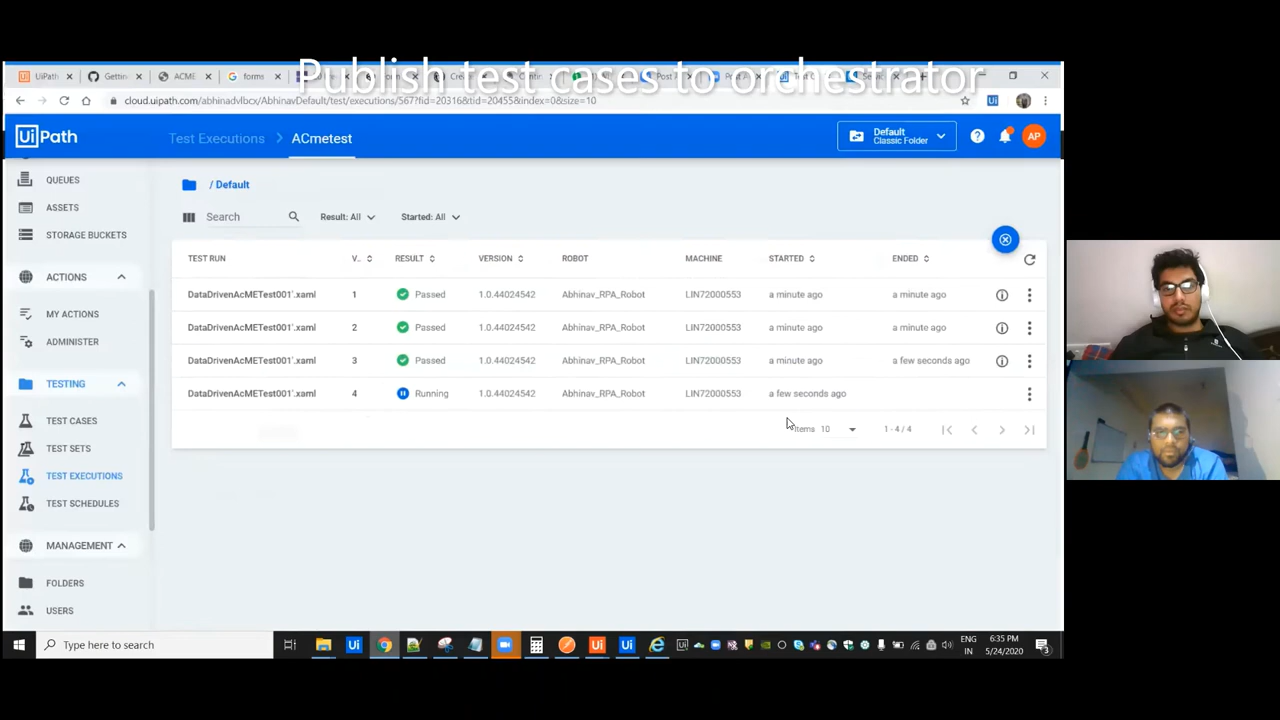 Publish test cases to orchestrator
UiPath
Gettin
ACME
forms
cloud.uipath.com/abhinadvlbcx/AbhinavDefault/test/executions/567?fid=20316&tid=20455&index=0&size=10
Ui Path
Test Executions > ACmetest
Default
Classic Folder
AP
QUEUES
ASSETS
STORAGE BUCKETS
ACTIONS
MY ACTIONS
ADMINISTER
TESTING
TEST CASES
TEST SETS
TEST EXECUTIONS
TEST SCHEDULES
MANAGEMENT
FOLDERS
USERS
/ Default
Search Result: All Started: All
TEST RUN V.. RESULT VERSION ROBOT MACHINE STARTED ENDED
DataDrivenAcMETest001'.xaml 1 Passed 1.0.44024542 Abhinav_RPA_Robot LIN72000553 a minute ago a minute ago
DataDrivenAcMETest001'.xaml 2 Passed 1.0.44024542 Abhinav_RPA_Robot LIN72000553 a minute ago a minute ago
DataDrivenAcMETest001'.xaml 3 Passed 1.0.44024542 Abhinav_RPA_Robot LIN72000553 a minute ago a few seconds ago
DataDrivenAcMETest001'.xaml 4 Running 1.0.44024542 Abhinav_RPA_Robot LIN72000553 a few seconds ago
Items 10 1 - 4 / 4
Type here to search
ENG
IN
6:35 PM
5/24/2020
3